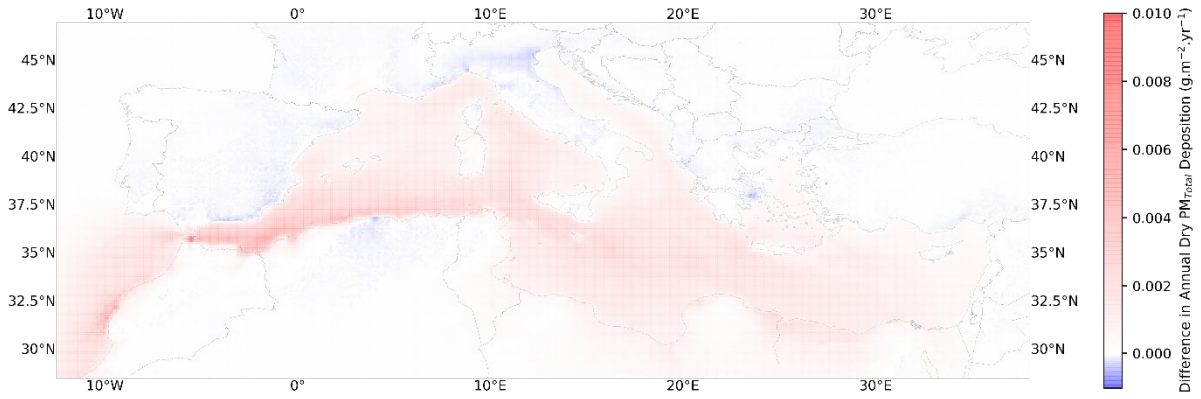 10°W 0° 10°E 20°E 30°E
45°N 45°N
42.5°N 42.5°N
40°N 40°N
37.5°N 37.5°N
35°N 35°N
32.5°N 32.5°N
30°N 30°N
10°W 0° 10°E 20°E 30°E
0.010
0.008
0.006
0.004
0.002
0.000
Difference in Annual Dry PM_Total Deposition (g.m⁻².yr⁻¹)